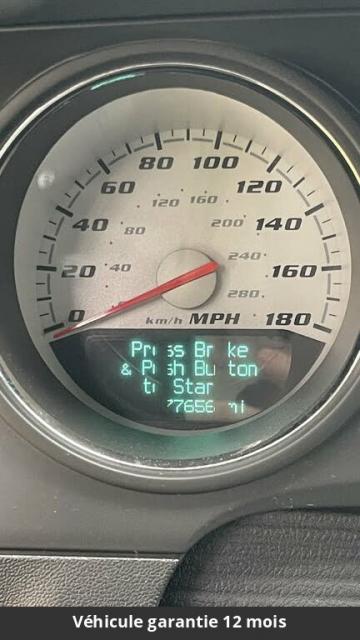 80 100
60 120
120 160
40 140
80 200
20 160
40 240
280
0 180
km/h MPH
Press Brake
& Push Button
to Start
mi
Véhicule garantie 12 mois